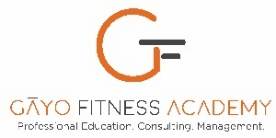 GĀYO FITNESS ACADEMY
Professional Education. Consulting. Management.